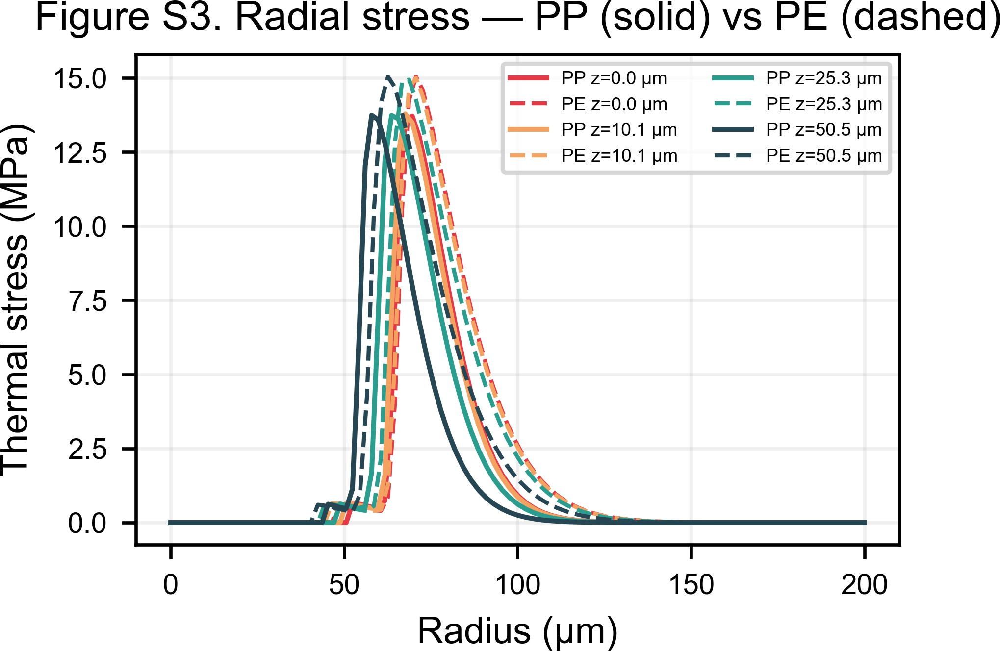 Figure S3. Radial stress — PP (solid) vs PE (dashed)
Thermal stress (MPa)
15.0
12.5
10.0
7.5
5.0
2.5
0.0
PP z=0.0 µm
PE z=0.0 µm
PP z=10.1 µm
PE z=10.1 µm
PP z=25.3 µm
PE z=25.3 µm
PP z=50.5 µm
PE z=50.5 µm
0 50 100 150 200
Radius (µm)